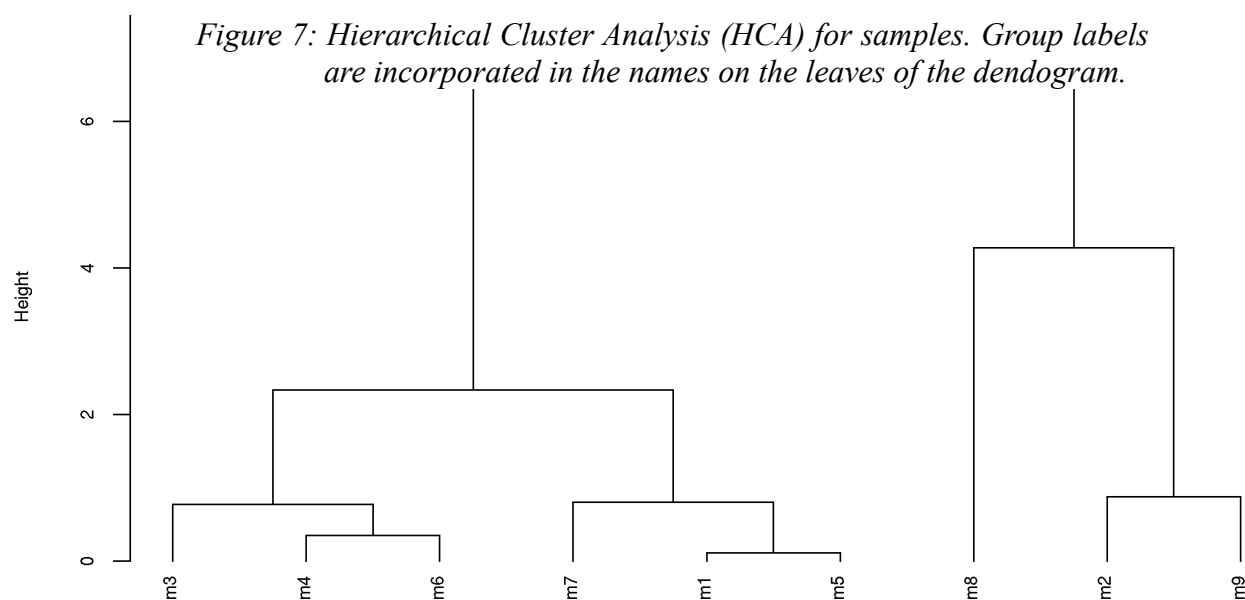 Figure 7: Hierarchical Cluster Analysis (HCA) for samples. Group labels
are incorporated in the names on the leaves of the dendogram.
6
4
2
0
Height
m3
m4
m6
m7
m1
m5
m8
m2
m9